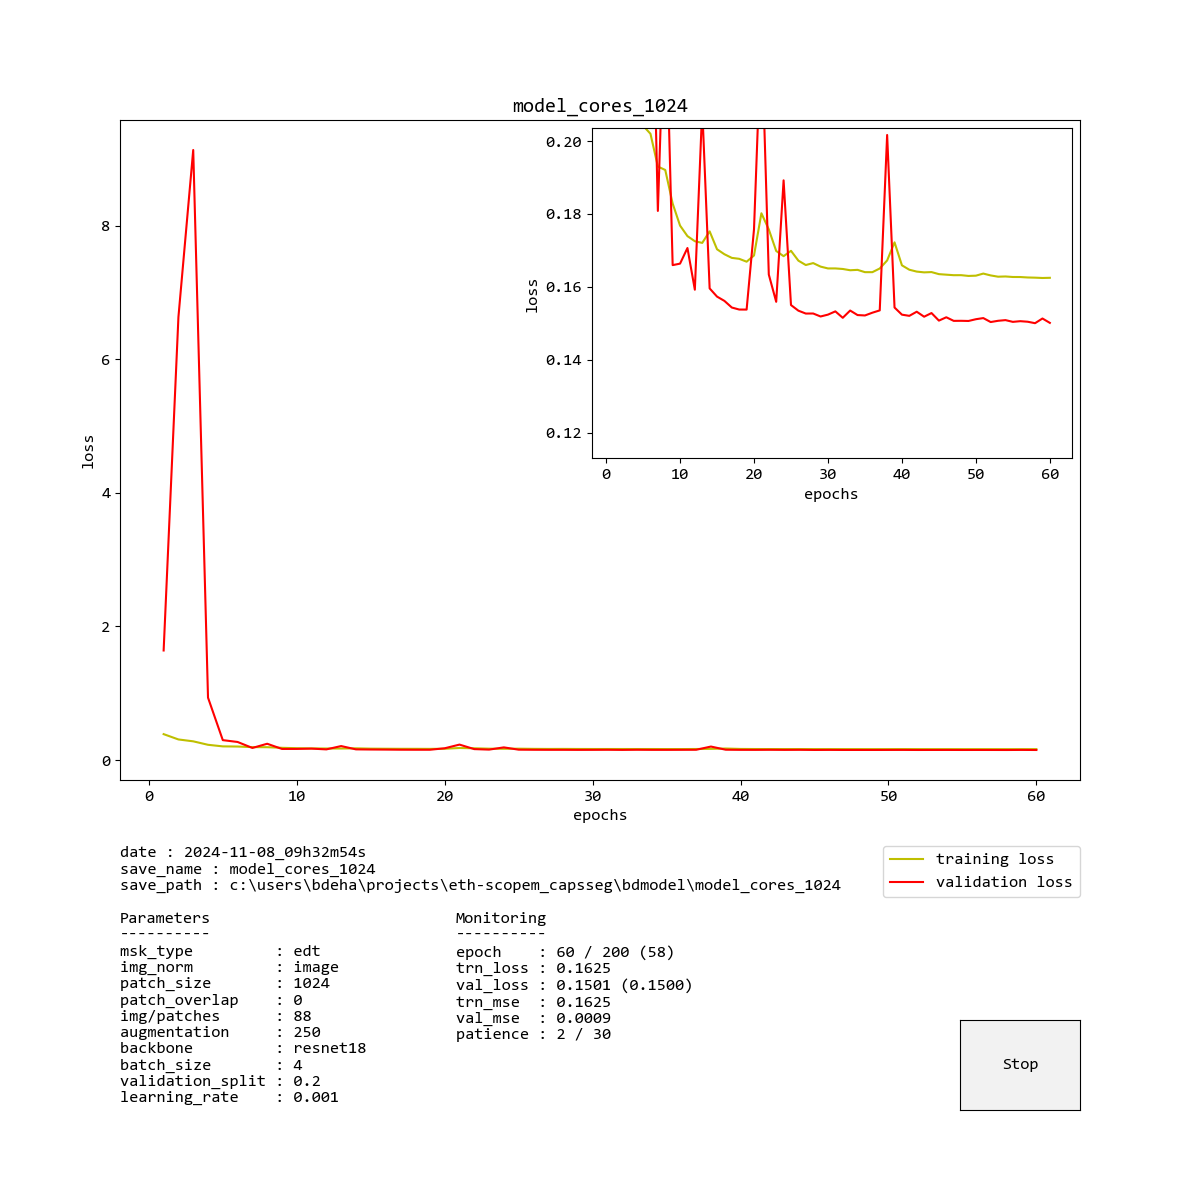 model_cores_1024
loss
8
6
4
2
0
0 10 20 30 40 50 60
epochs
loss
0.20
0.18
0.16
0.14
0.12
0 10 20 30 40 50 60
epochs
date : 2024-11-08_09h32m54s
save_name : model_cores_1024
save_path : c:\users\bdeha\projects\eth-scopem_capsseg\bdmodel\model_cores_1024
training loss
validation loss
Parameters
----------
msk_type : edt
img_norm : image
patch_size : 1024
patch_overlap : 0
img/patches : 88
augmentation : 250
backbone : resnet18
batch_size : 4
validation_split : 0.2
learning_rate : 0.001
Monitoring
----------
epoch : 60 / 200 (58)
trn_loss : 0.1625
val_loss : 0.1501 (0.1500)
trn_mse : 0.1625
val_mse : 0.0009
patience : 2 / 30
Stop